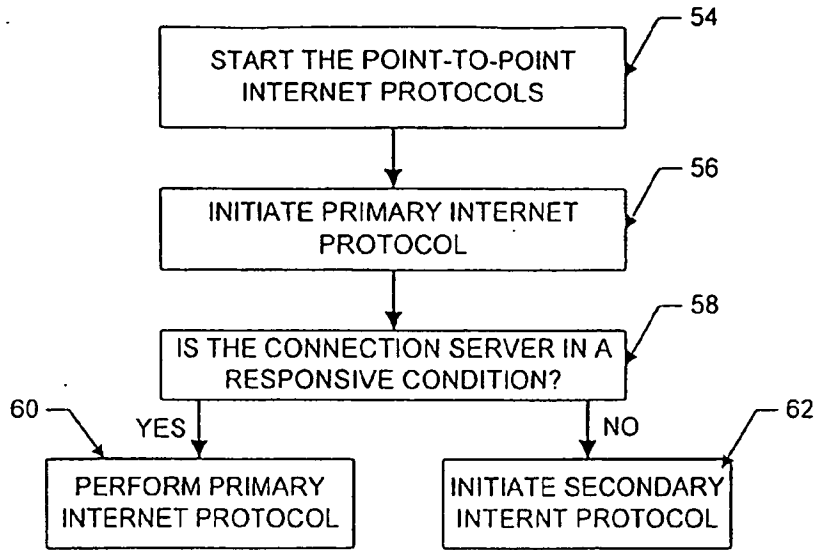 54
START THE POINT-TO-POINT
INTERNET PROTOCOLS
56
INITIATE PRIMARY INTERNET
PROTOCOL
58
IS THE CONNECTION SERVER IN A
RESPONSIVE CONDITION?
60
YES
NO
62
PERFORM PRIMARY
INTERNET PROTOCOL
INITIATE SECONDARY
INTERNT PROTOCOL